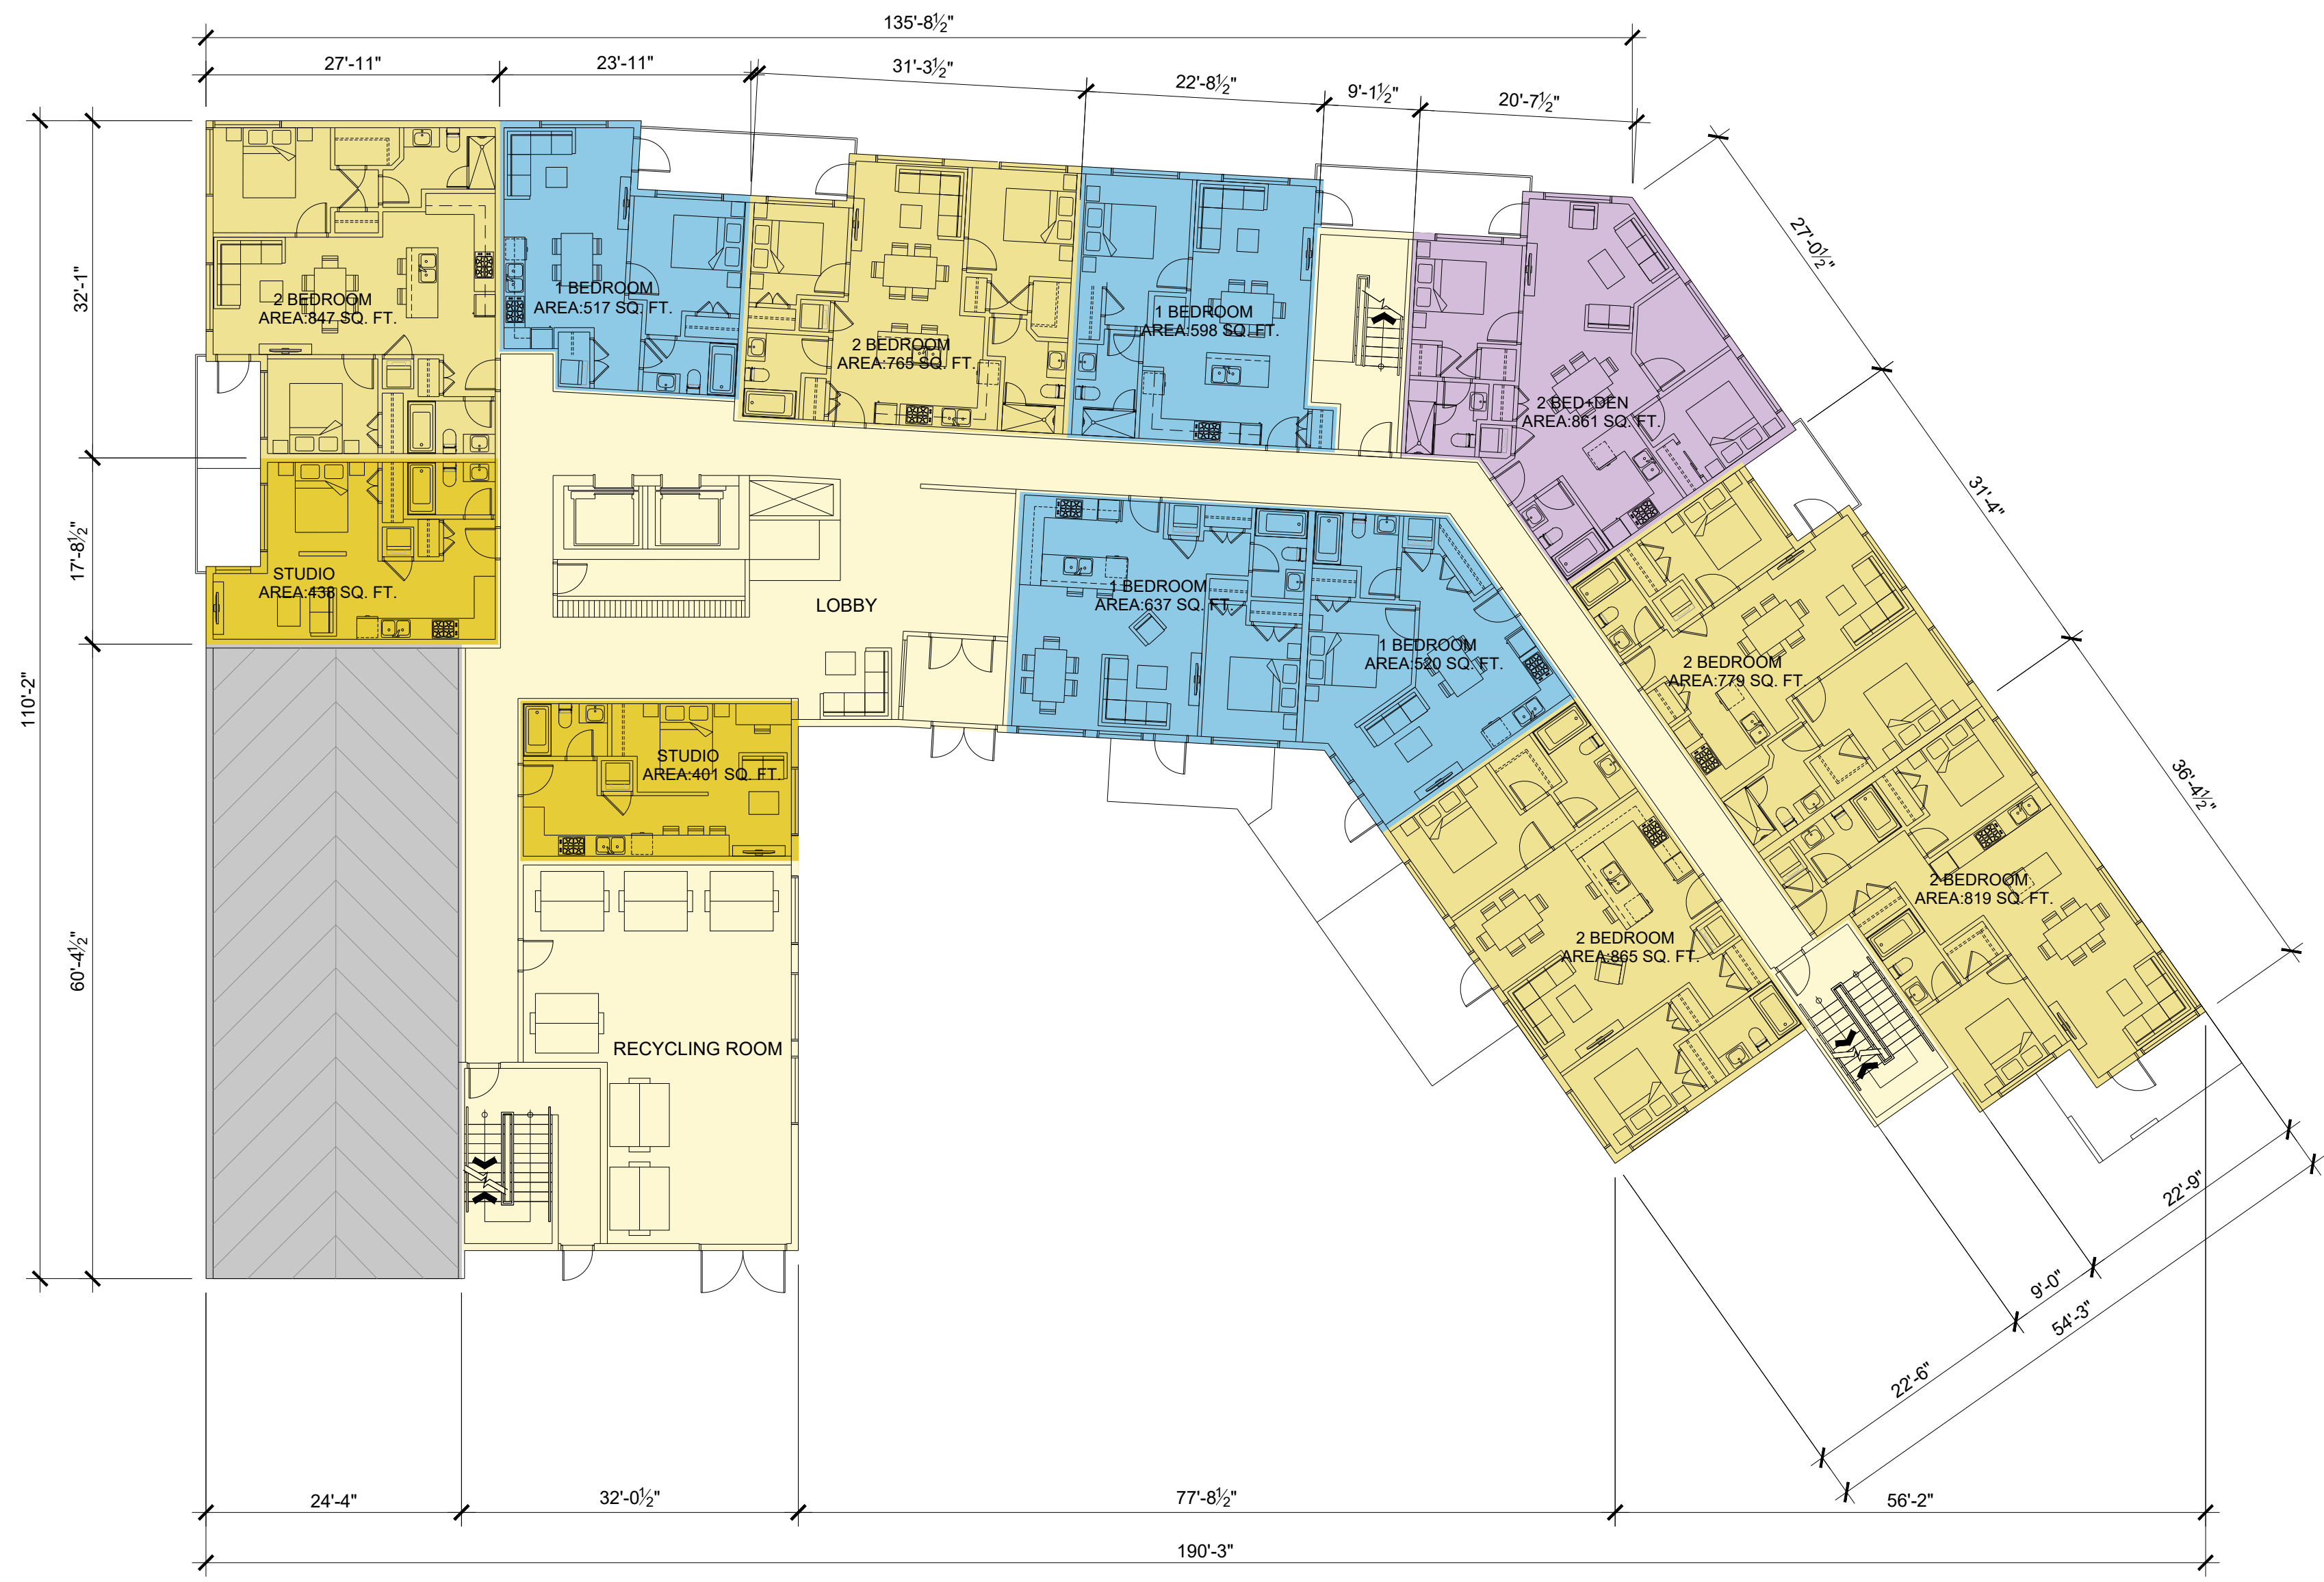 135'-8½"
27'-11"
23'-11"
31'-3½"
22'-8½"
9'-1½"
20'-7½"
27'-0½"
31'-4"
36'-4½"
110'-2"
32'-1"
17'-8½"
60'-4½"
2 BEDROOM
AREA:847 SQ. FT.
1 BEDROOM
AREA:517 SQ. FT.
2 BEDROOM
AREA:765 SQ. FT.
1 BEDROOM
AREA:598 SQ. FT.
2 BED+DEN
AREA:861 SQ. FT.
STUDIO
AREA:438 SQ. FT.
LOBBY
1 BEDROOM
AREA:637 SQ. FT.
1 BEDROOM
AREA:520 SQ. FT.
2 BEDROOM
AREA:779 SQ. FT.
STUDIO
AREA:401 SQ. FT.
2 BEDROOM
AREA:819 SQ. FT.
2 BEDROOM
AREA:865 SQ. FT.
RECYCLING ROOM
22'-9"
9'-0"
54'-3"
22'-6"
24'-4"
32'-0½"
77'-8½"
56'-2"
190'-3"